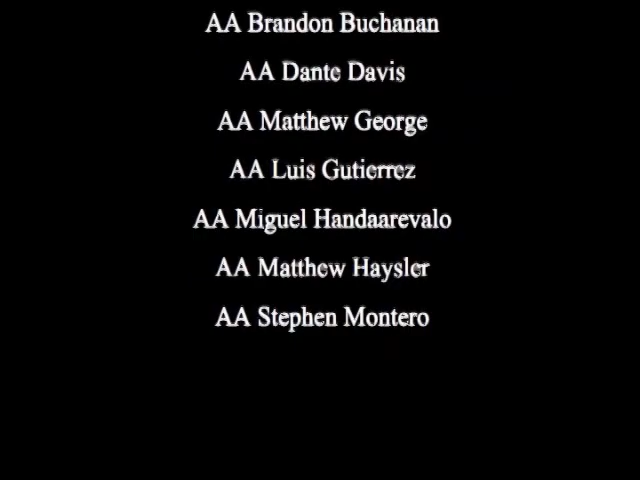 AA Brandon Buchanan
AA Dante Davis
AA Matthew George
AA Luis Gutierrez
AA Miguel Handaarevalo
AA Matthew Haysler
AA Stephen Montero